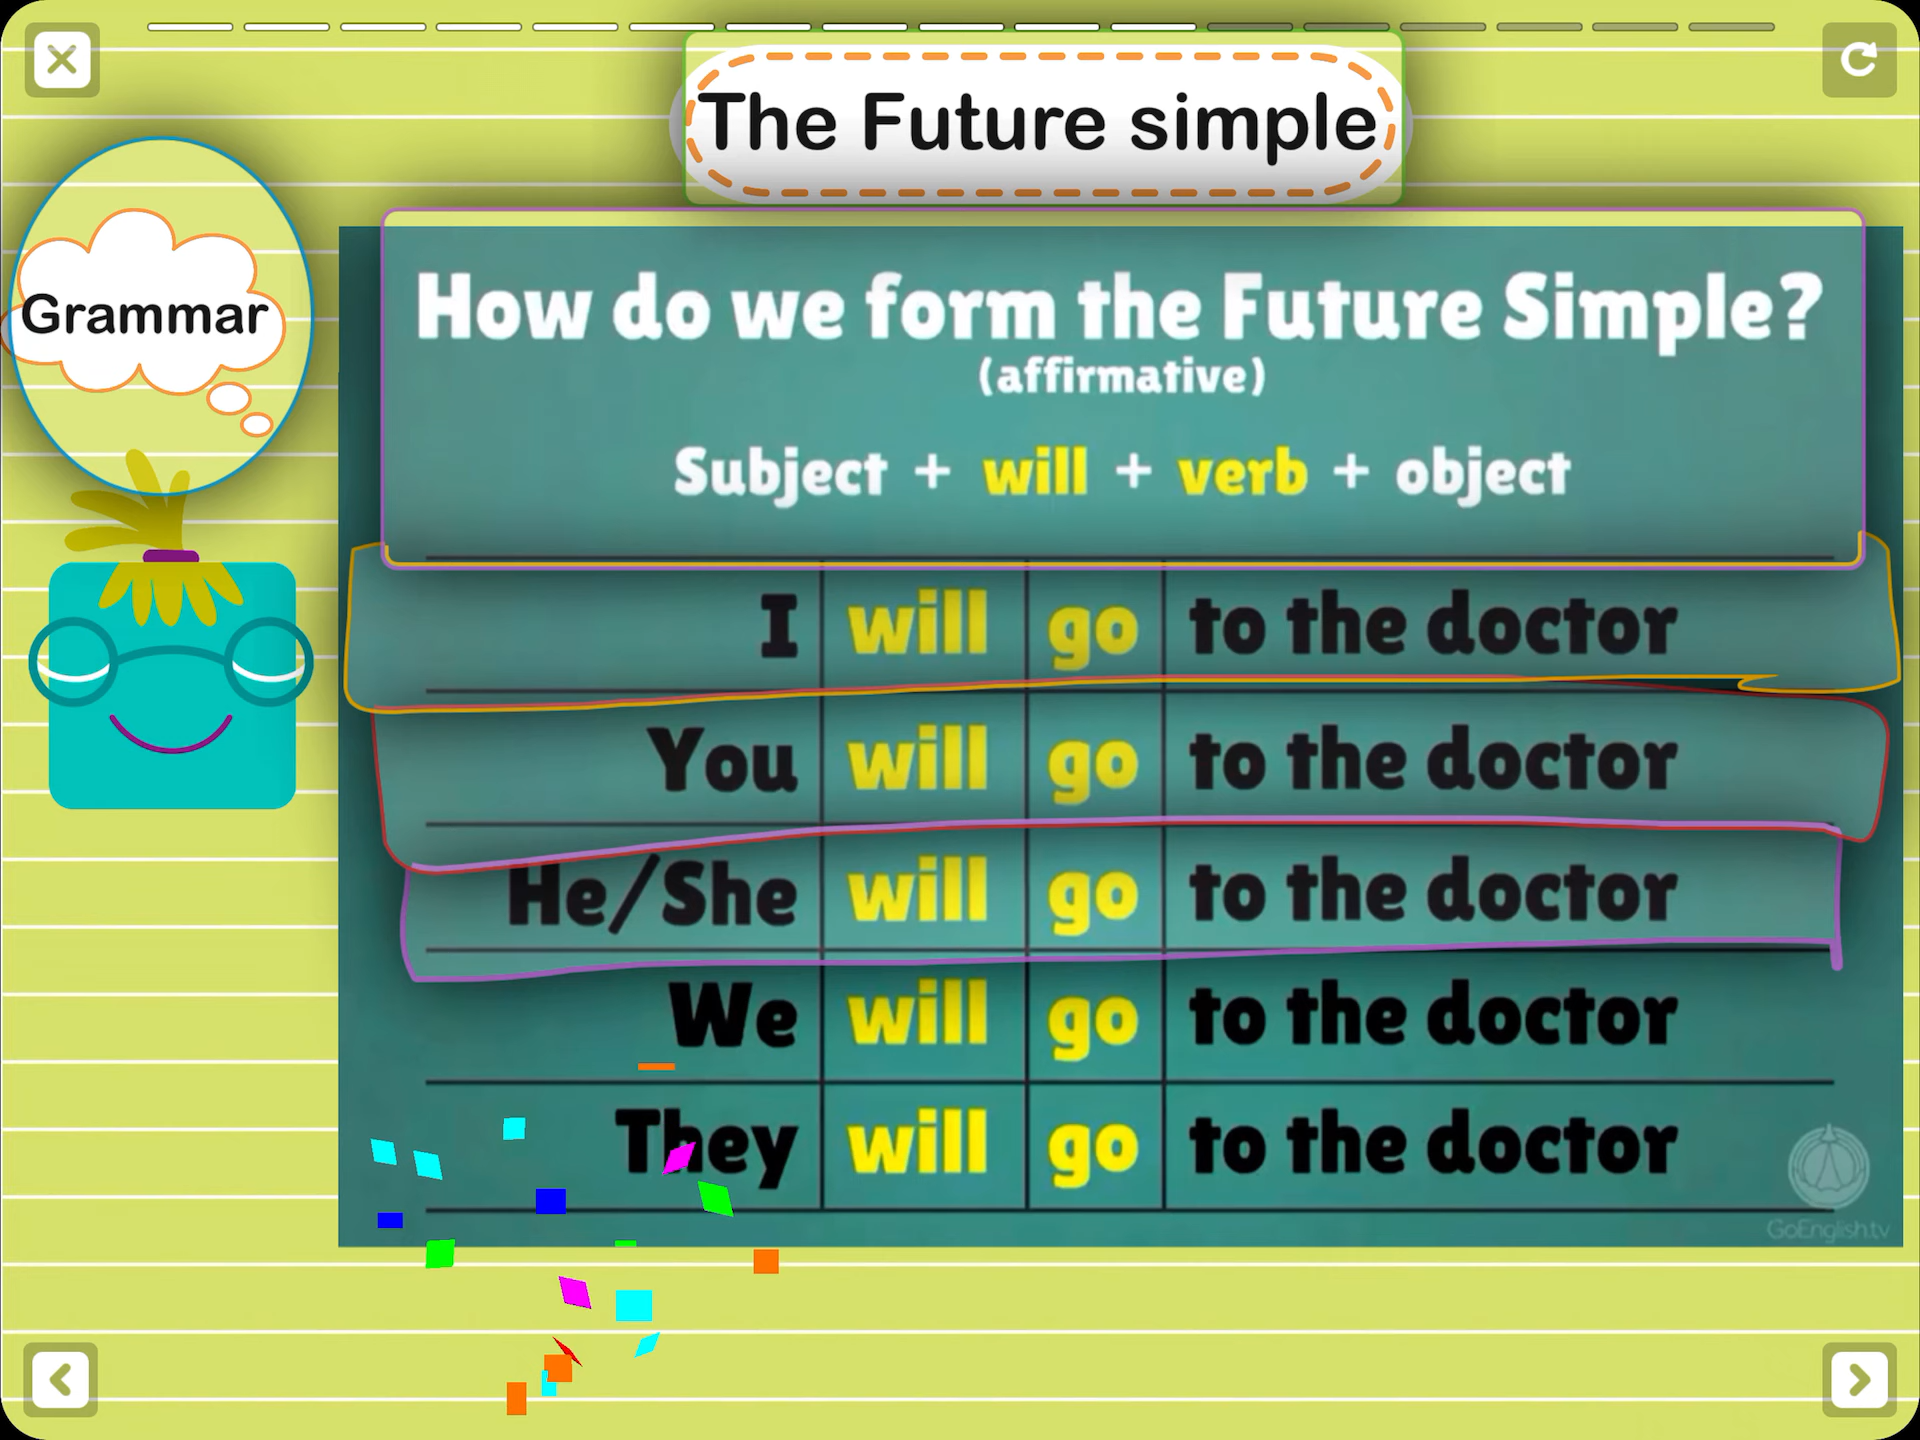 The Future simple
Grammar
How do we form the Future Simple?
(affirmative)
Subject + will + verb + object
I will go to the doctor
You will go to the doctor
He/She will go to the doctor
We will go to the doctor
They will go to the doctor
GoEnglish.tv